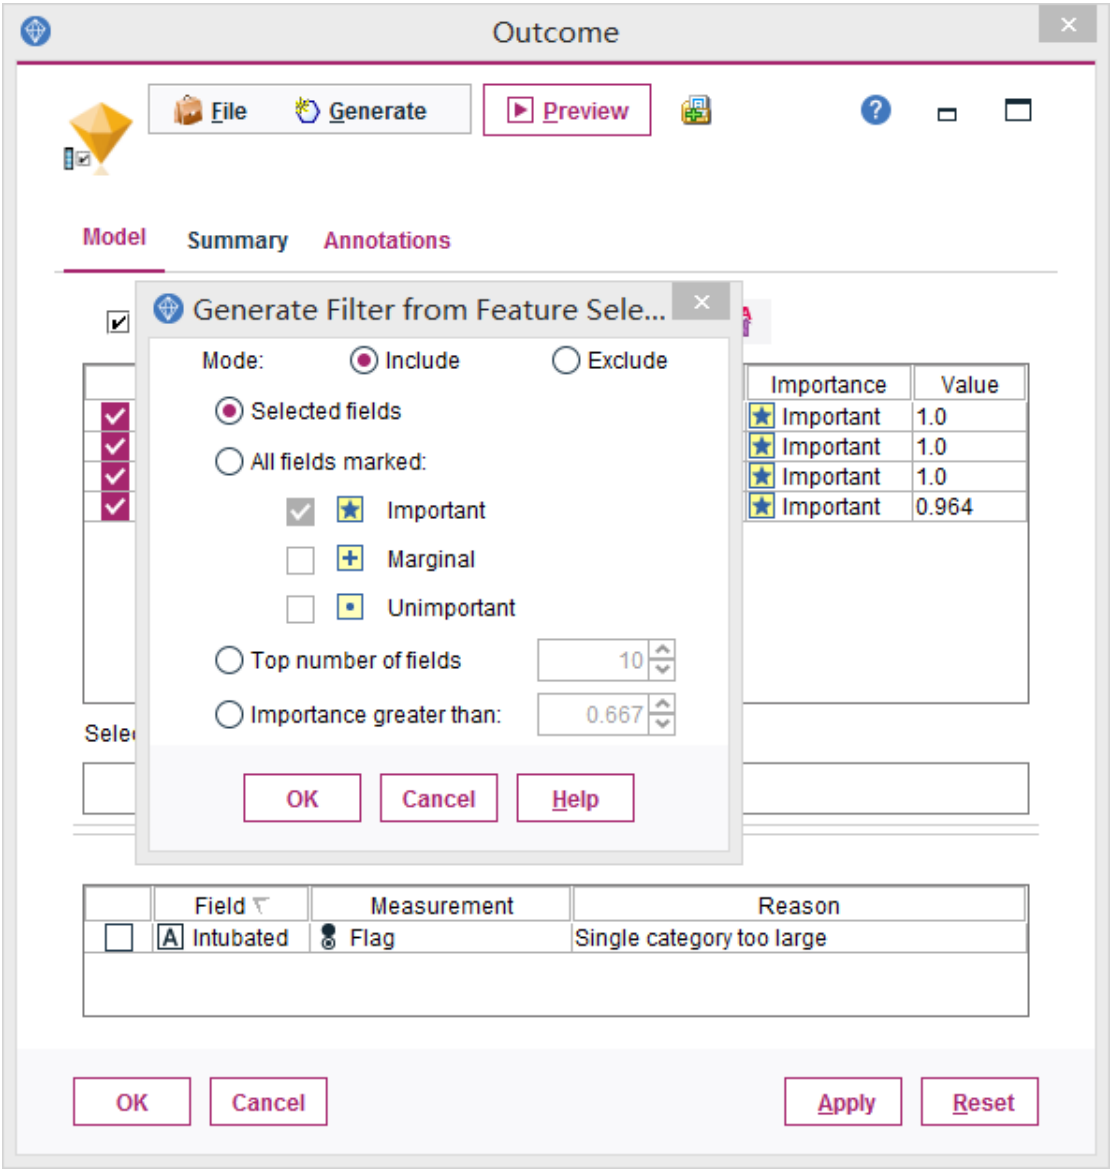 Outcome
File Generate Preview
Model Summary Annotations
Generate Filter from Feature Sele...
Mode: Include Exclude
Selected fields
All fields marked:
Important
Marginal
Unimportant
Top number of fields 10
Importance greater than: 0.667
OK Cancel Help
Importance Value
Important 1.0
Important 1.0
Important 1.0
Important 0.964
Field Measurement Reason
A Intubated Flag Single category too large
OK Cancel Apply Reset